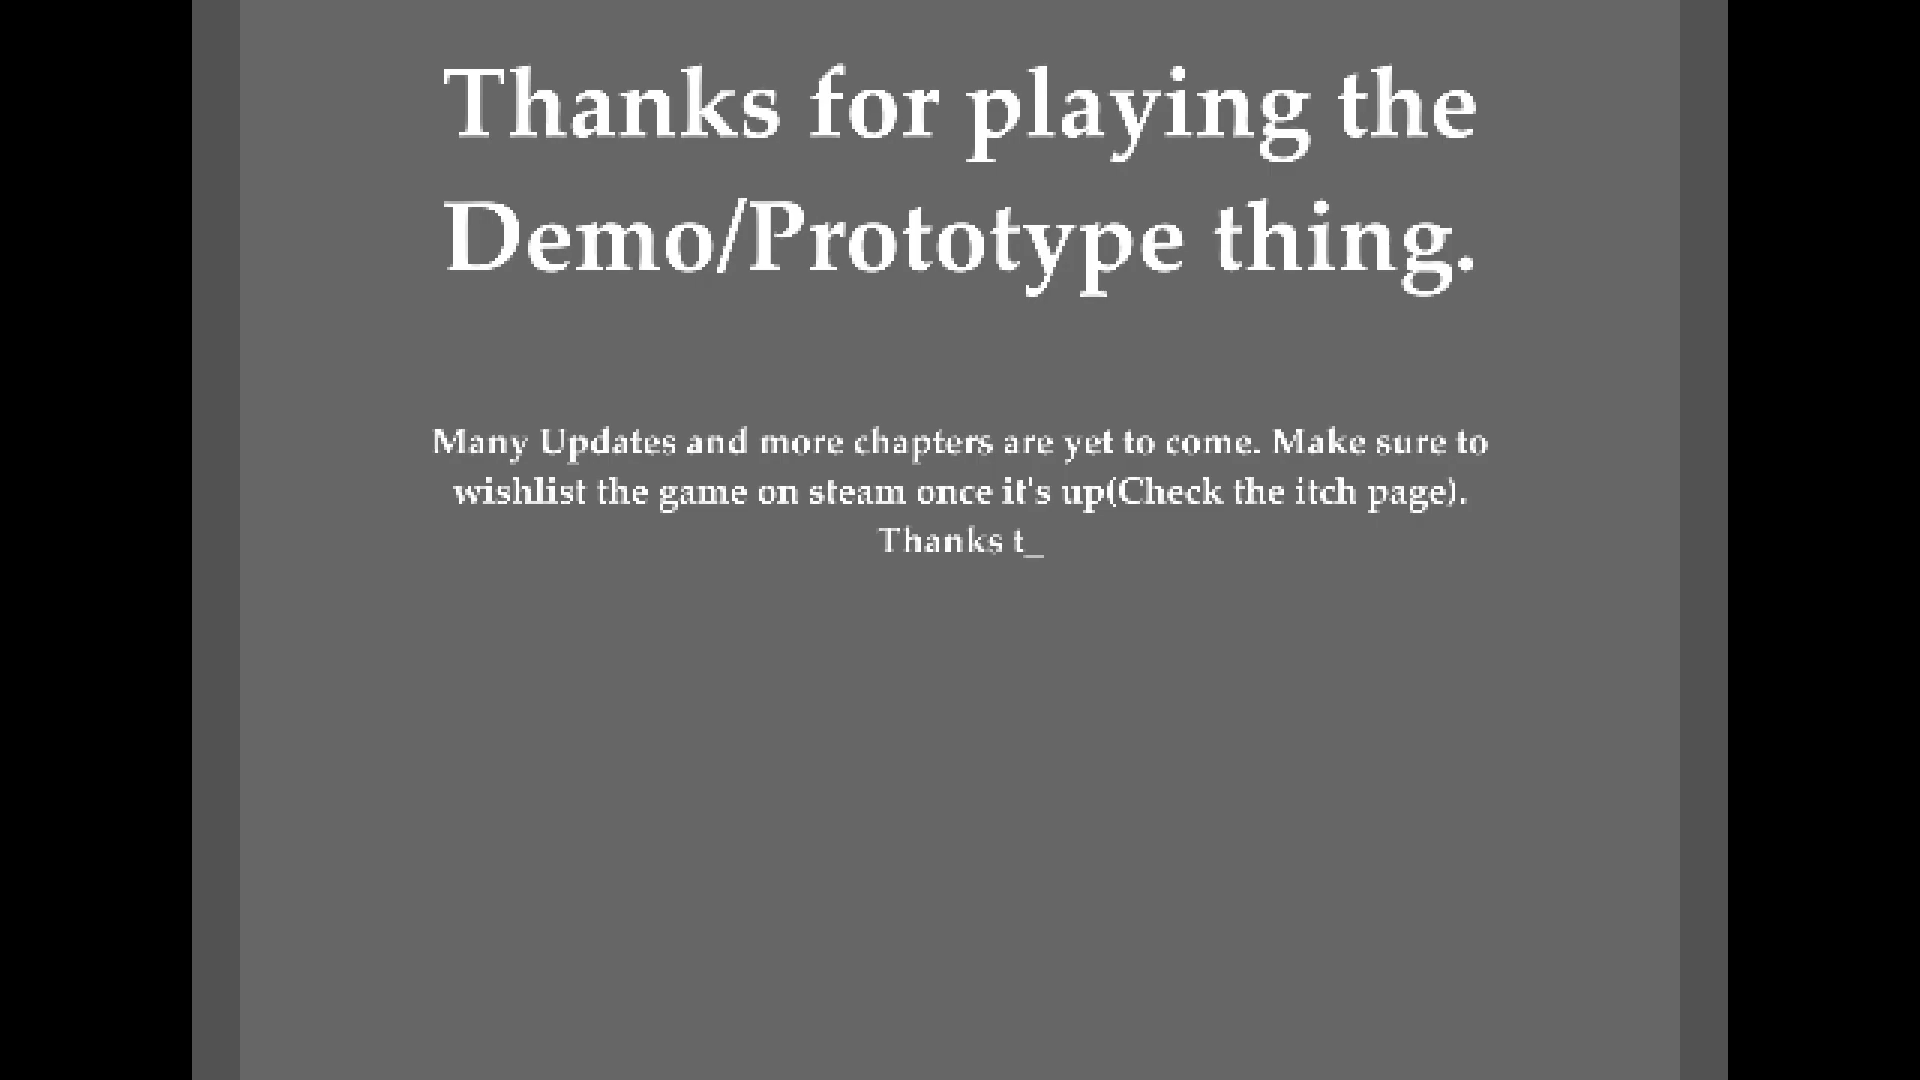 Thanks for playing the
Demo/Prototype thing.
Many Updates and more chapters are yet to come. Make sure to
wishlist the game on steam once it's up(Check the itch page).
Thanks t_